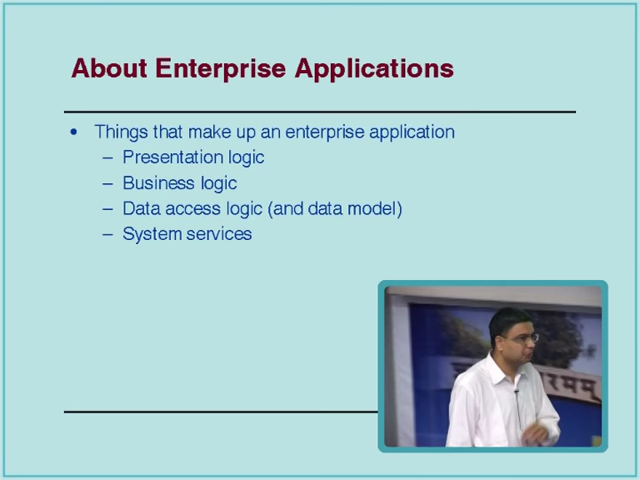 About Enterprise Applications
• Things that make up an enterprise application
– Presentation logic
– Business logic
– Data access logic (and data model)
– System services